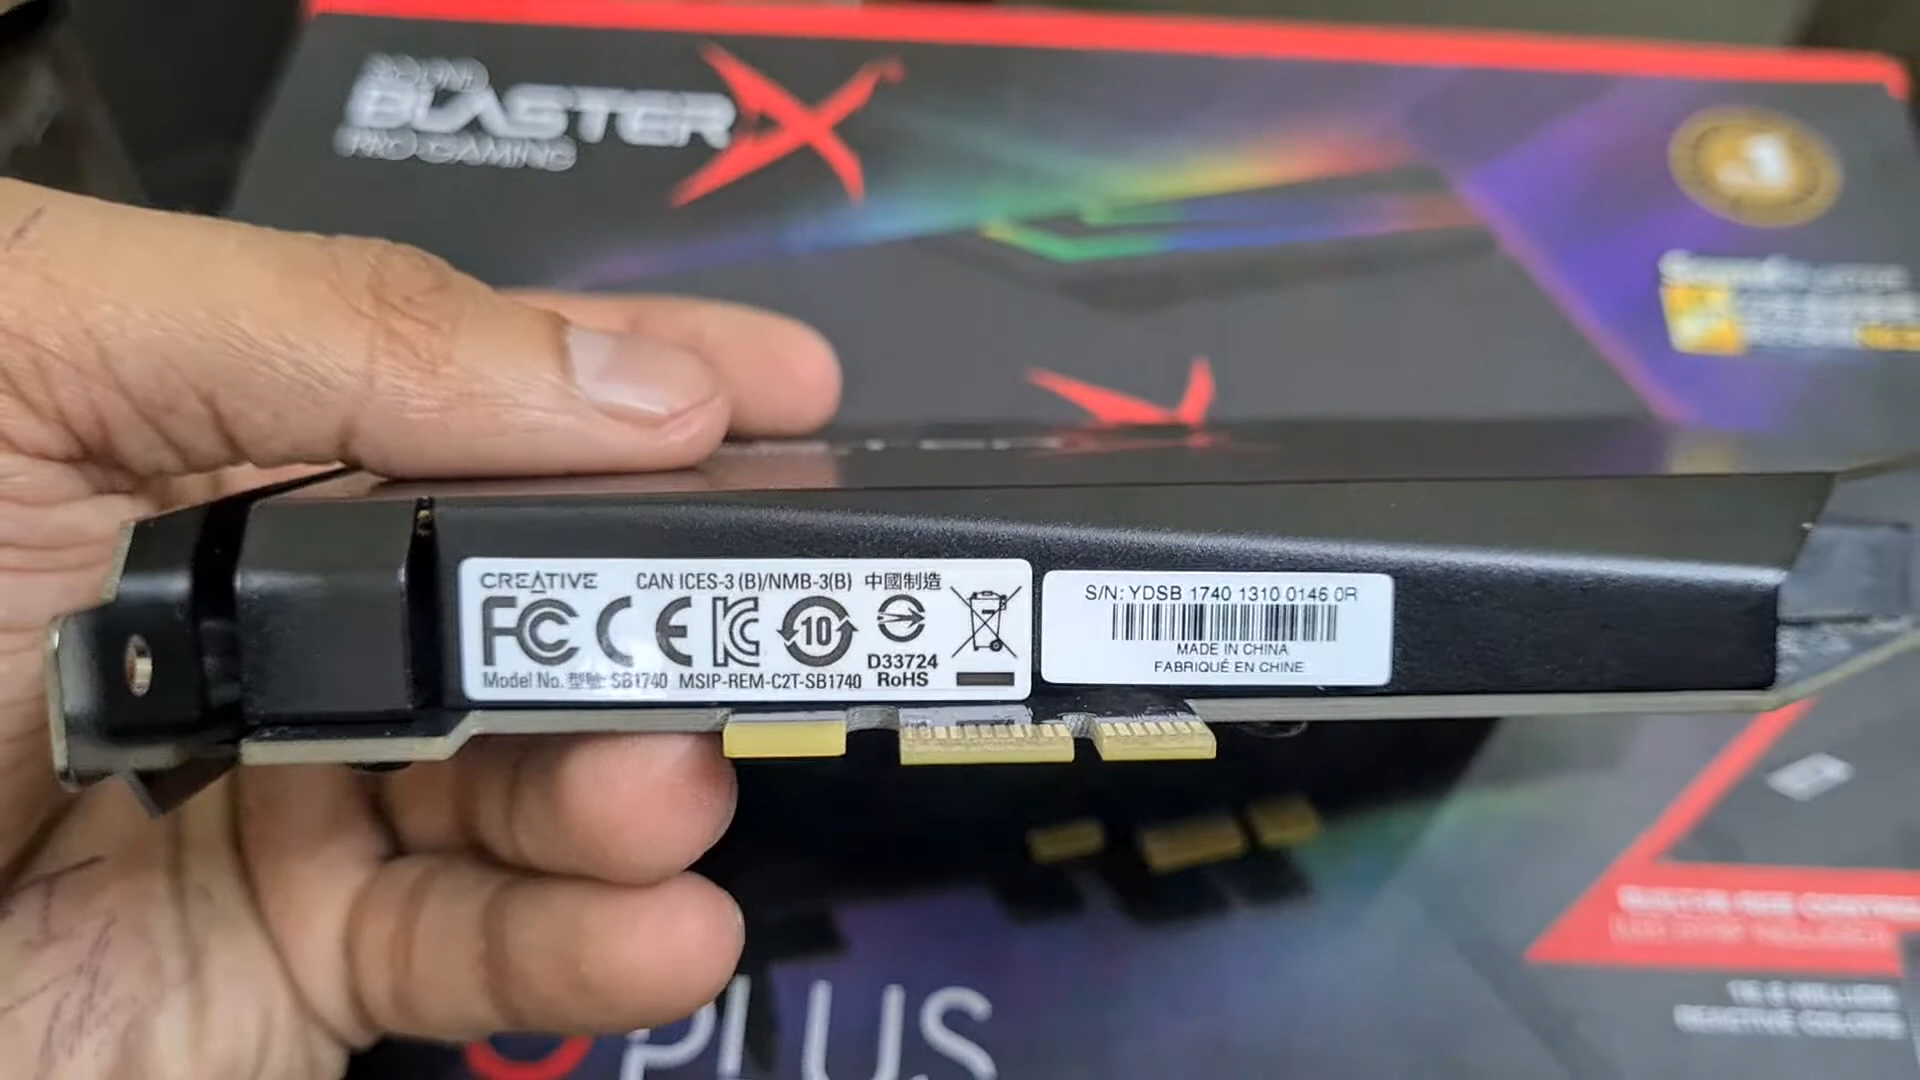 SOUND
BLASTERX
PRO-GAMING
CREATIVE CAN ICES-3 (B)/NMB-3(B) 中國制造
FC CE KC 10
D33724
Model No. 型號: SB1740 MSIP-REM-C2T-SB1740 RoHS
S/N: YDSB 1740 1310 0146 0R
MADE IN CHINA
FABRIQUÉ EN CHINE
PLUS